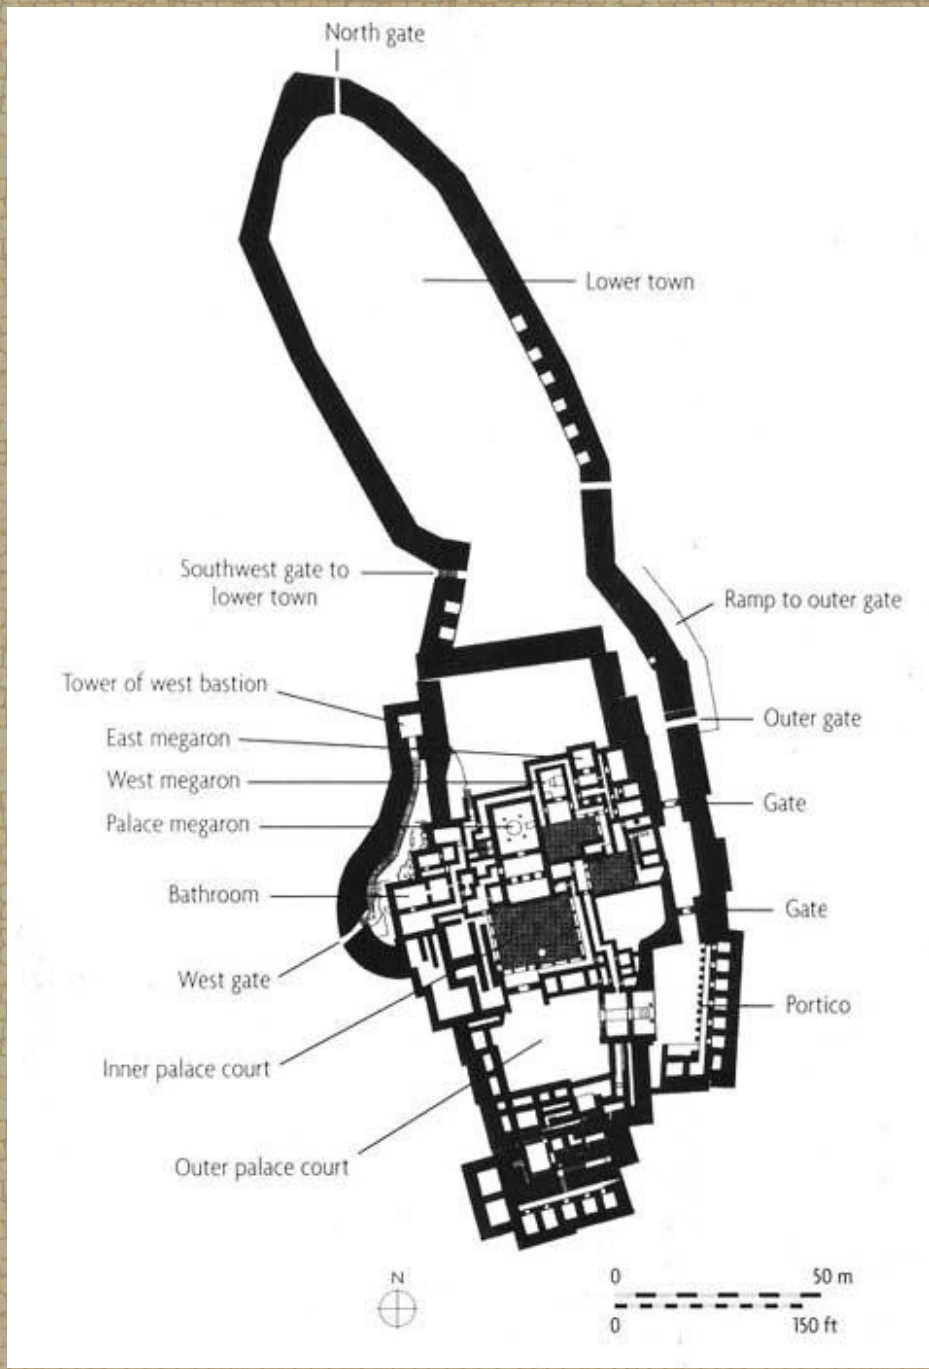 North gate
Lower town
Southwest gate to
lower town
Ramp to outer gate
Tower of west bastion
Outer gate
East megaron
West megaron
Gate
Palace megaron
Bathroom
Gate
West gate
Portico
Inner palace court
Outer palace court
N
0 50 m
0 150 ft